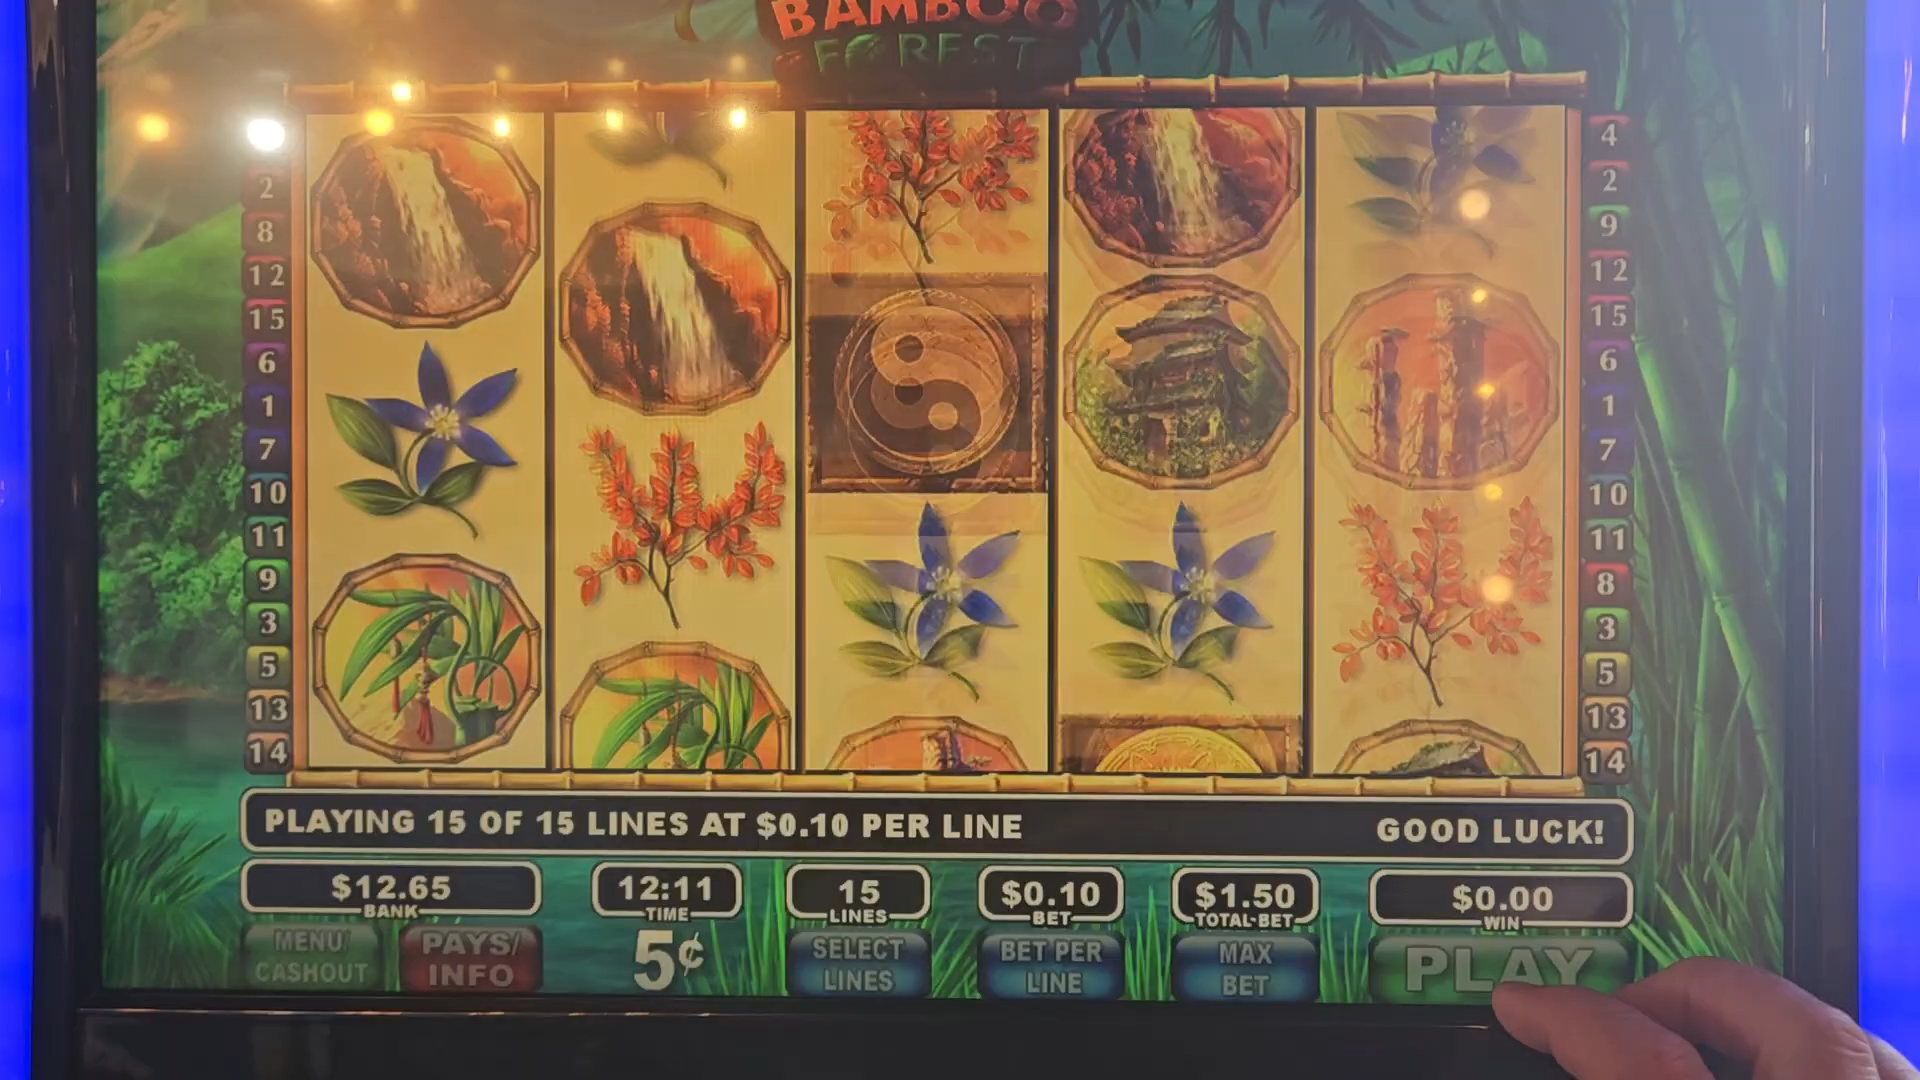 BAMBOO
FOREST
4
2 2
8 9
12 12
15 15
6 6
1 1
7 7
10 10
11 11
9 8
3 3
5 5
13 13
14 14
PLAYING 15 OF 15 LINES AT $0.10 PER LINE GOOD LUCK!
$12.65 12:11 15 $0.10 $1.50 $0.00
BANK TIME LINES BET TOTAL-BET WIN
MENU/ PAYS/ 5¢ SELECT BET PER MAX PLAY
CASHOUT INFO LINES LINE BET